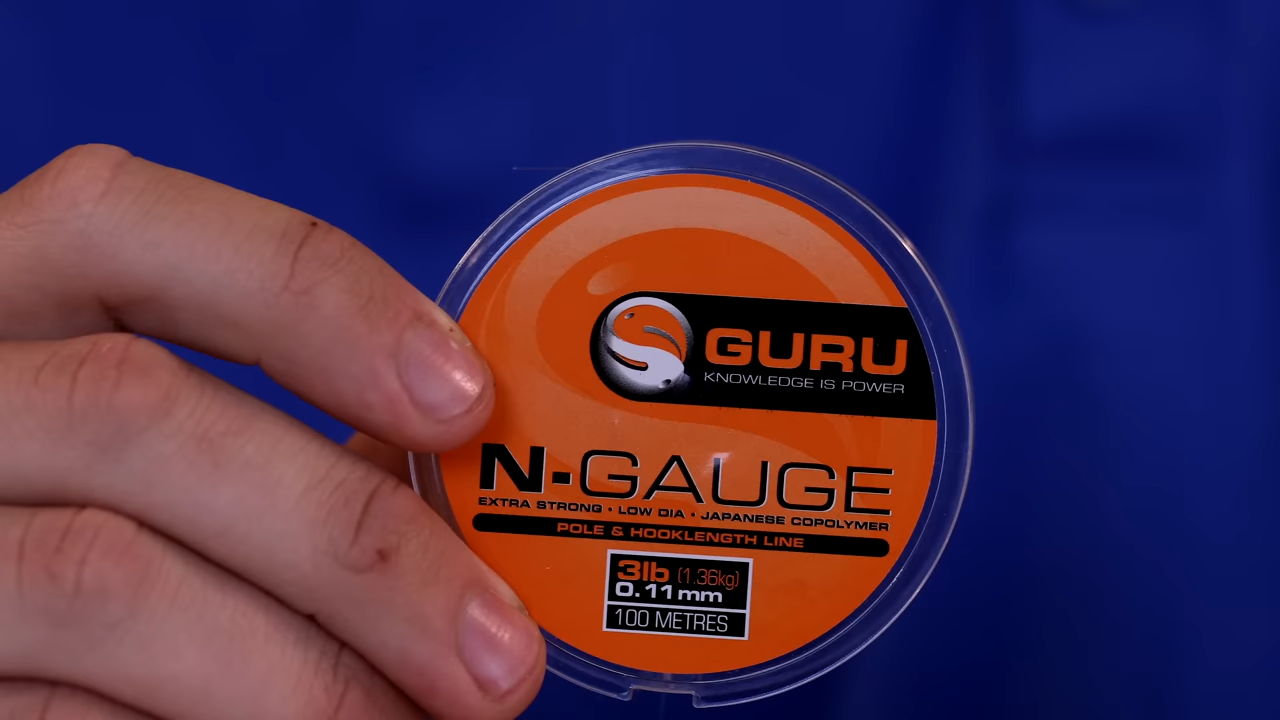 GURU
KNOWLEDGE IS POWER
N-GAUGE
EXTRA STRONG • LOW DIA • JAPANESE COPOLYMER
POLE & HOOKLENGTH LINE
3lb (1.36kg)
0.11mm
100 METRES